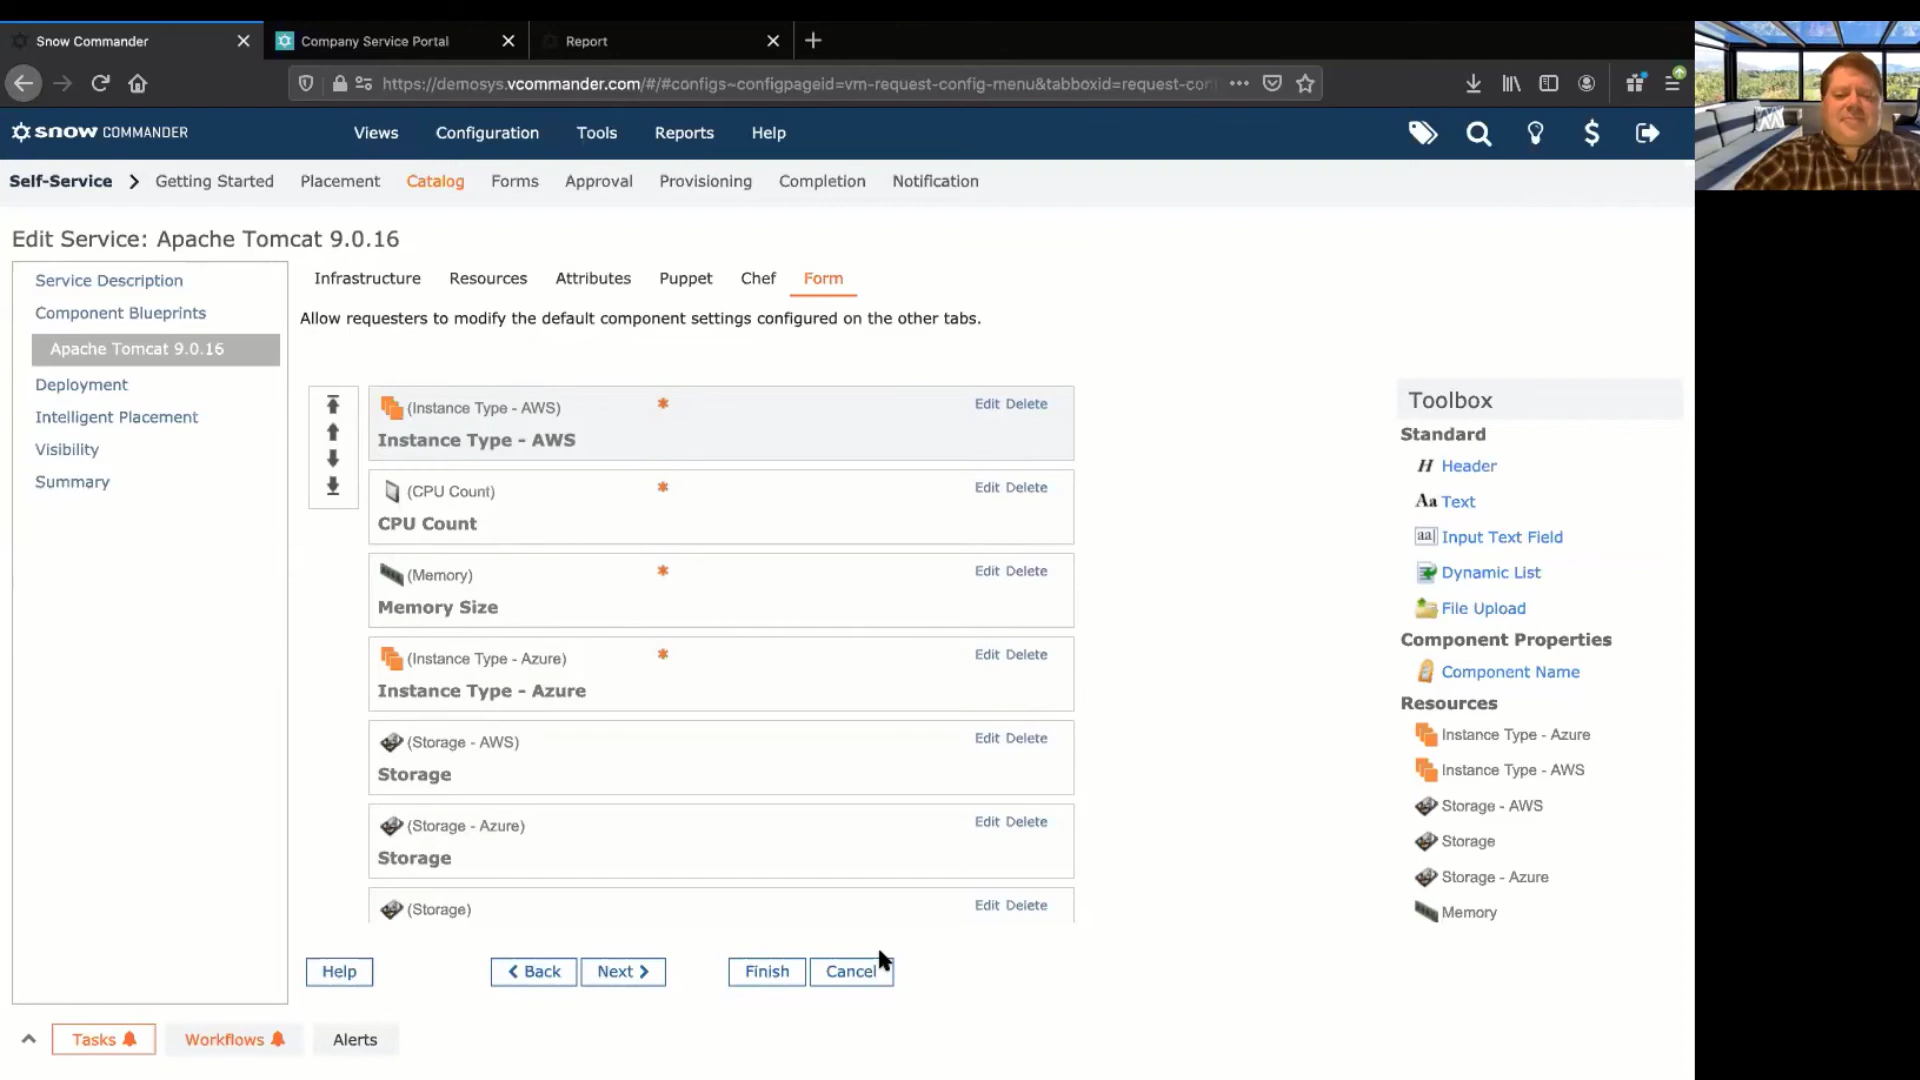 Snow Commander
Company Service Portal
Report
https://demosys.vcommander.com/#/#configs~configpageid=vm-request-config-menu&tabboxid=request-cor
snow COMMANDER
Views
Configuration
Tools
Reports
Help
Self-Service
Getting Started
Placement
Catalog
Forms
Approval
Provisioning
Completion
Notification
Edit Service: Apache Tomcat 9.0.16
Service Description
Component Blueprints
Apache Tomcat 9.0.16
Deployment
Intelligent Placement
Visibility
Summary
Infrastructure
Resources
Attributes
Puppet
Chef
Form
Allow requesters to modify the default component settings configured on the other tabs.
(Instance Type - AWS) * Edit Delete
Instance Type - AWS
(CPU Count) * Edit Delete
CPU Count
(Memory) * Edit Delete
Memory Size
(Instance Type - Azure) * Edit Delete
Instance Type - Azure
(Storage - AWS) Edit Delete
Storage
(Storage - Azure) Edit Delete
Storage
(Storage) Edit Delete
Toolbox
Standard
H Header
Aa Text
aa| Input Text Field
Dynamic List
File Upload
Component Properties
Component Name
Resources
Instance Type - Azure
Instance Type - AWS
Storage - AWS
Storage
Storage - Azure
Memory
Help
Back
Next
Finish
Cancel
Tasks
Workflows
Alerts